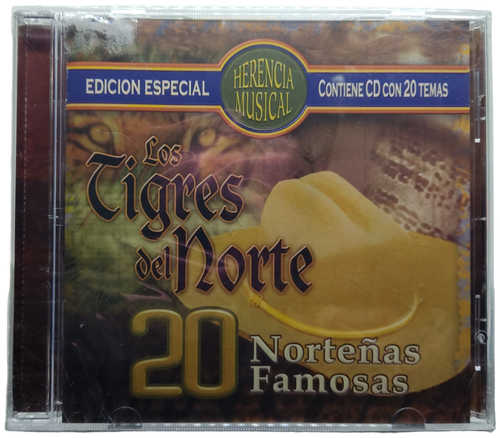 EDICION ESPECIAL
HERENCIA
MUSICAL
CONTIENE CD CON 20 TEMAS
Los
Tigres
del Norte
20
Norteñas
Famosas